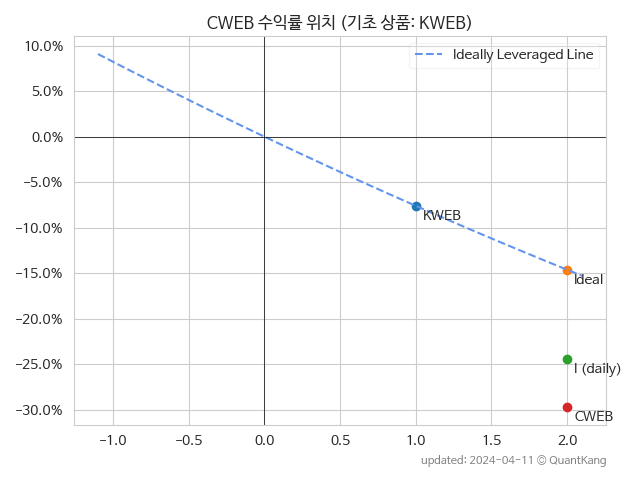 CWEB 수익률 위치 (기초 상품: KWEB)
10.0%
Ideally Leveraged Line
5.0%
0.0%
−5.0%
KWEB
−10.0%
−15.0%
Ideal
−20.0%
−25.0%
I (daily)
−30.0%
CWEB
−1.0 −0.5 0.0 0.5 1.0 1.5 2.0
updated: 2024-04-11 © QuantKang